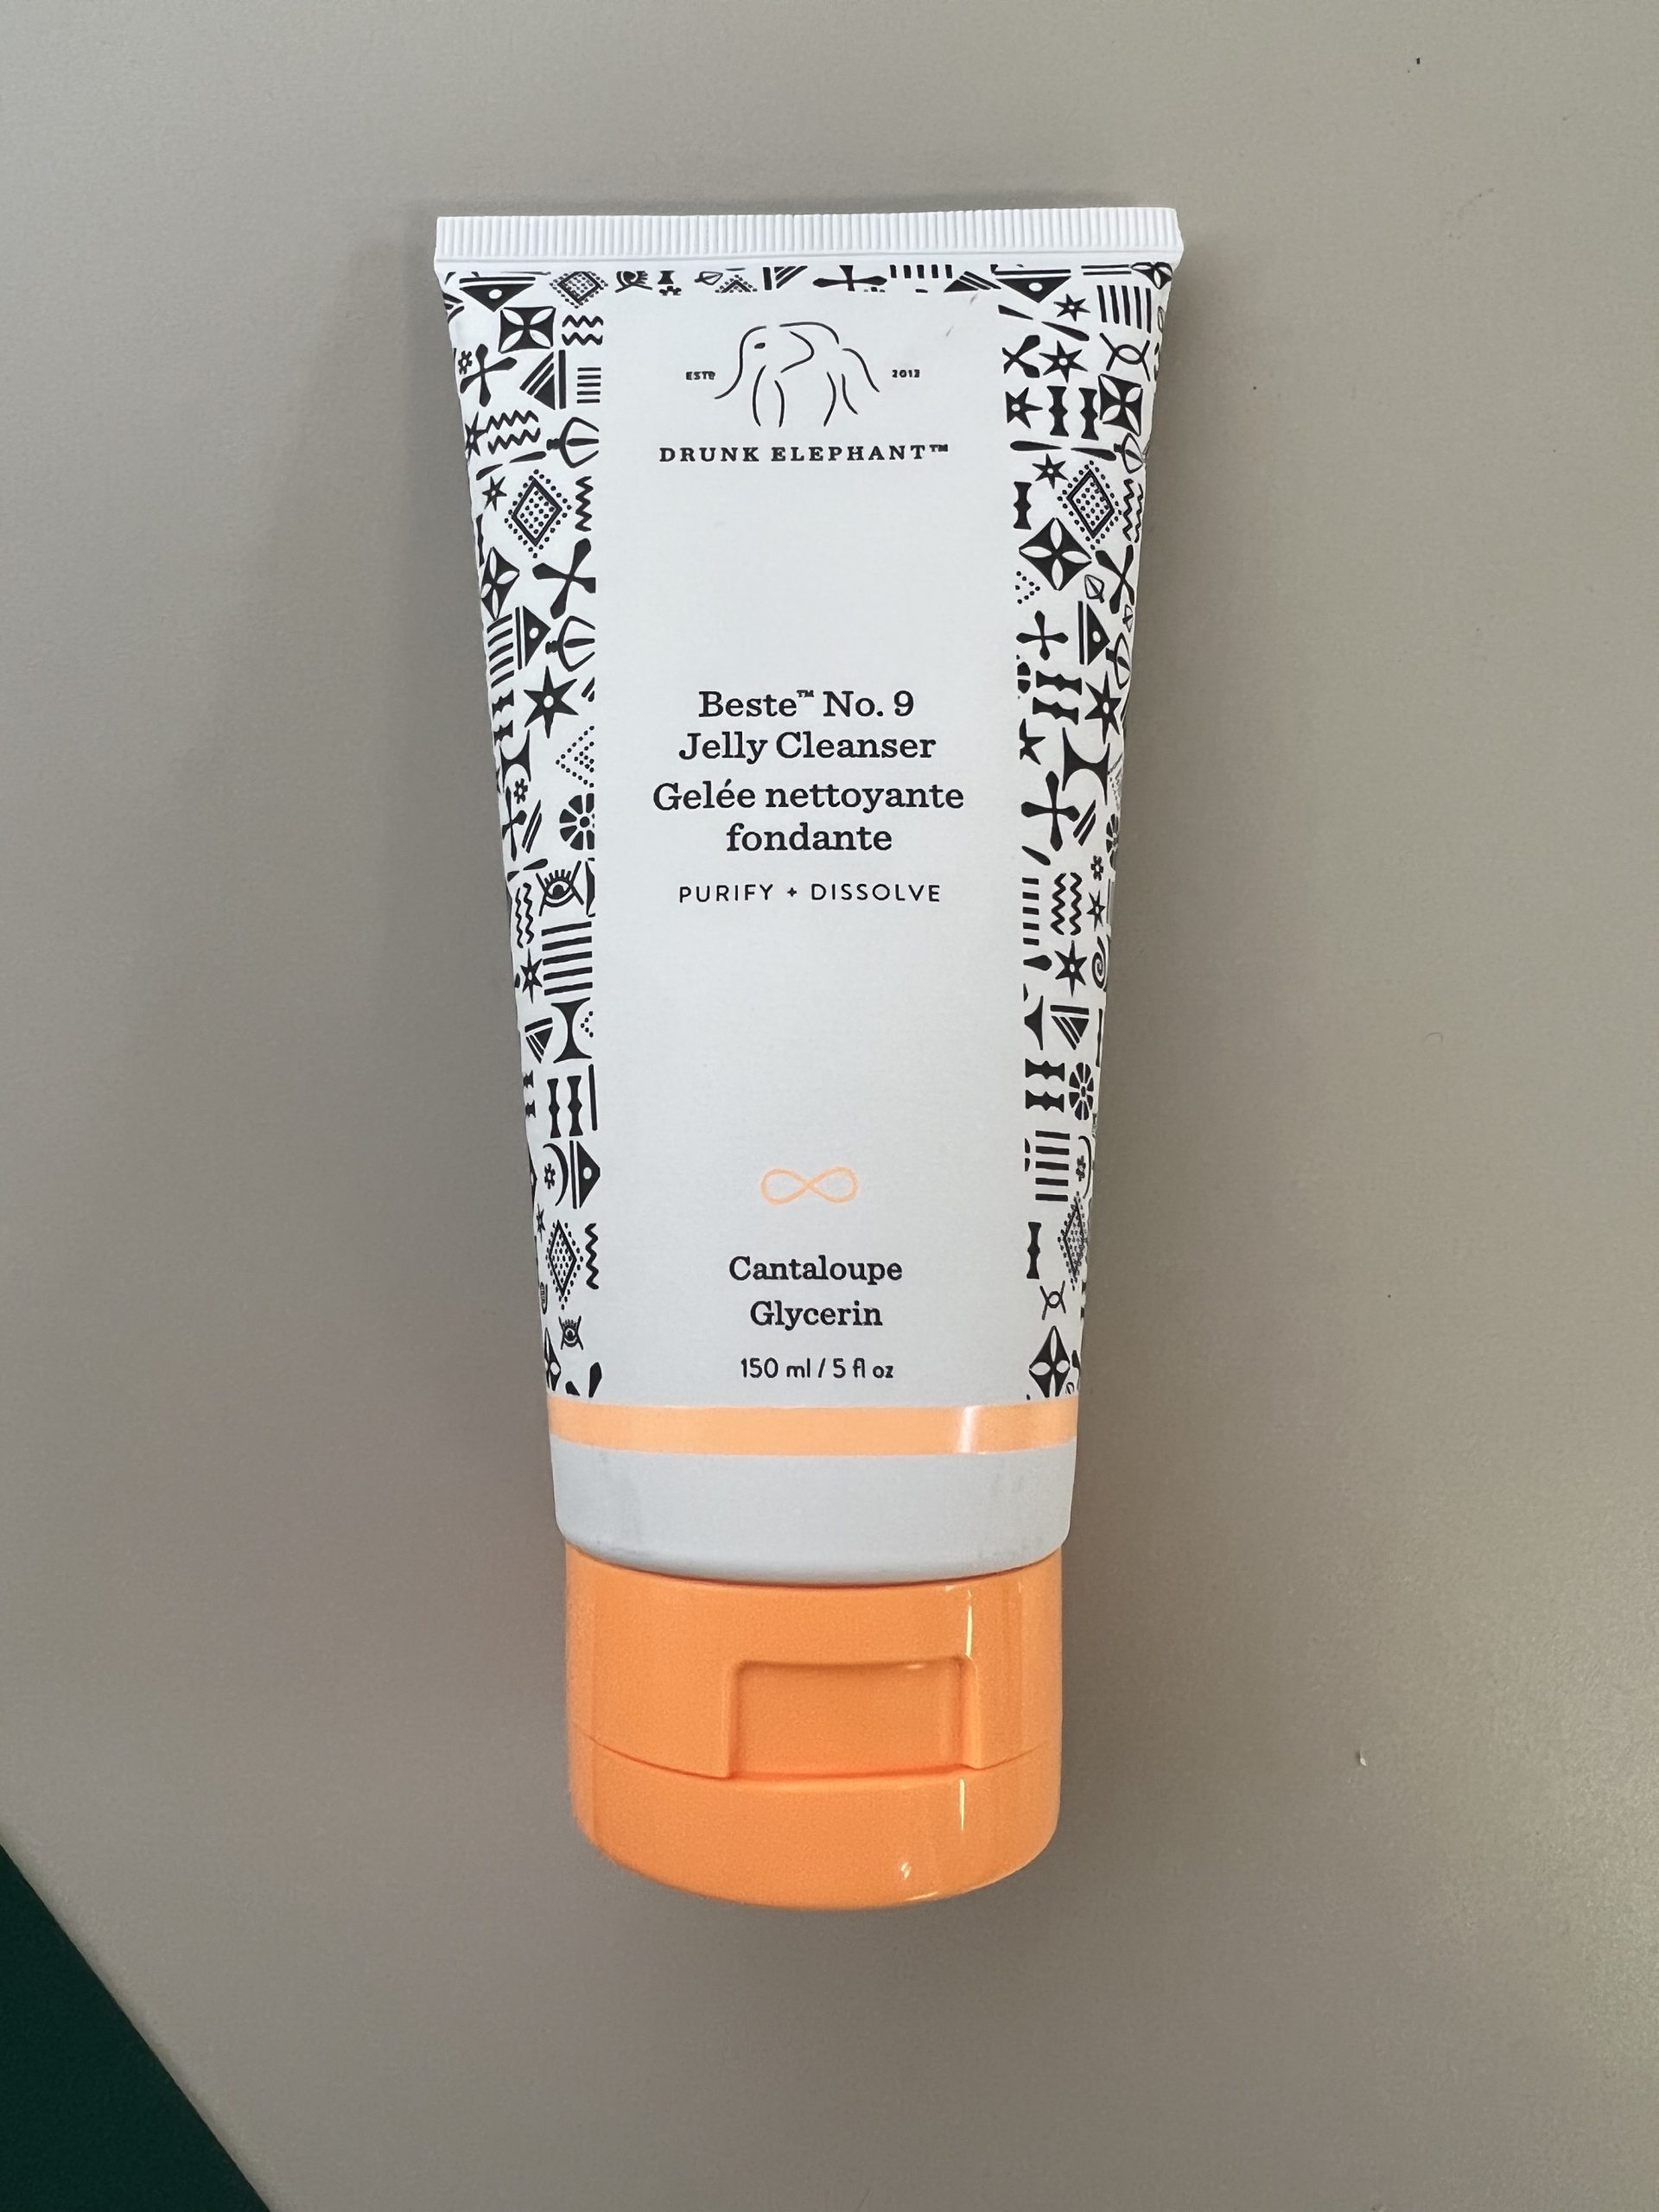 ESTD 2012
DRUNK ELEPHANT™
Beste™ No. 9
Jelly Cleanser
Gelée nettoyante
fondante
PURIFY + DISSOLVE
Cantaloupe
Glycerin
150 ml / 5 fl oz